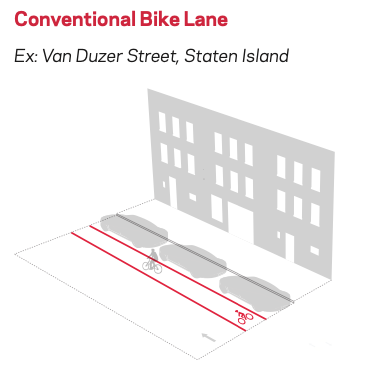 Conventional Bike Lane
Ex: Van Duzer Street, Staten Island